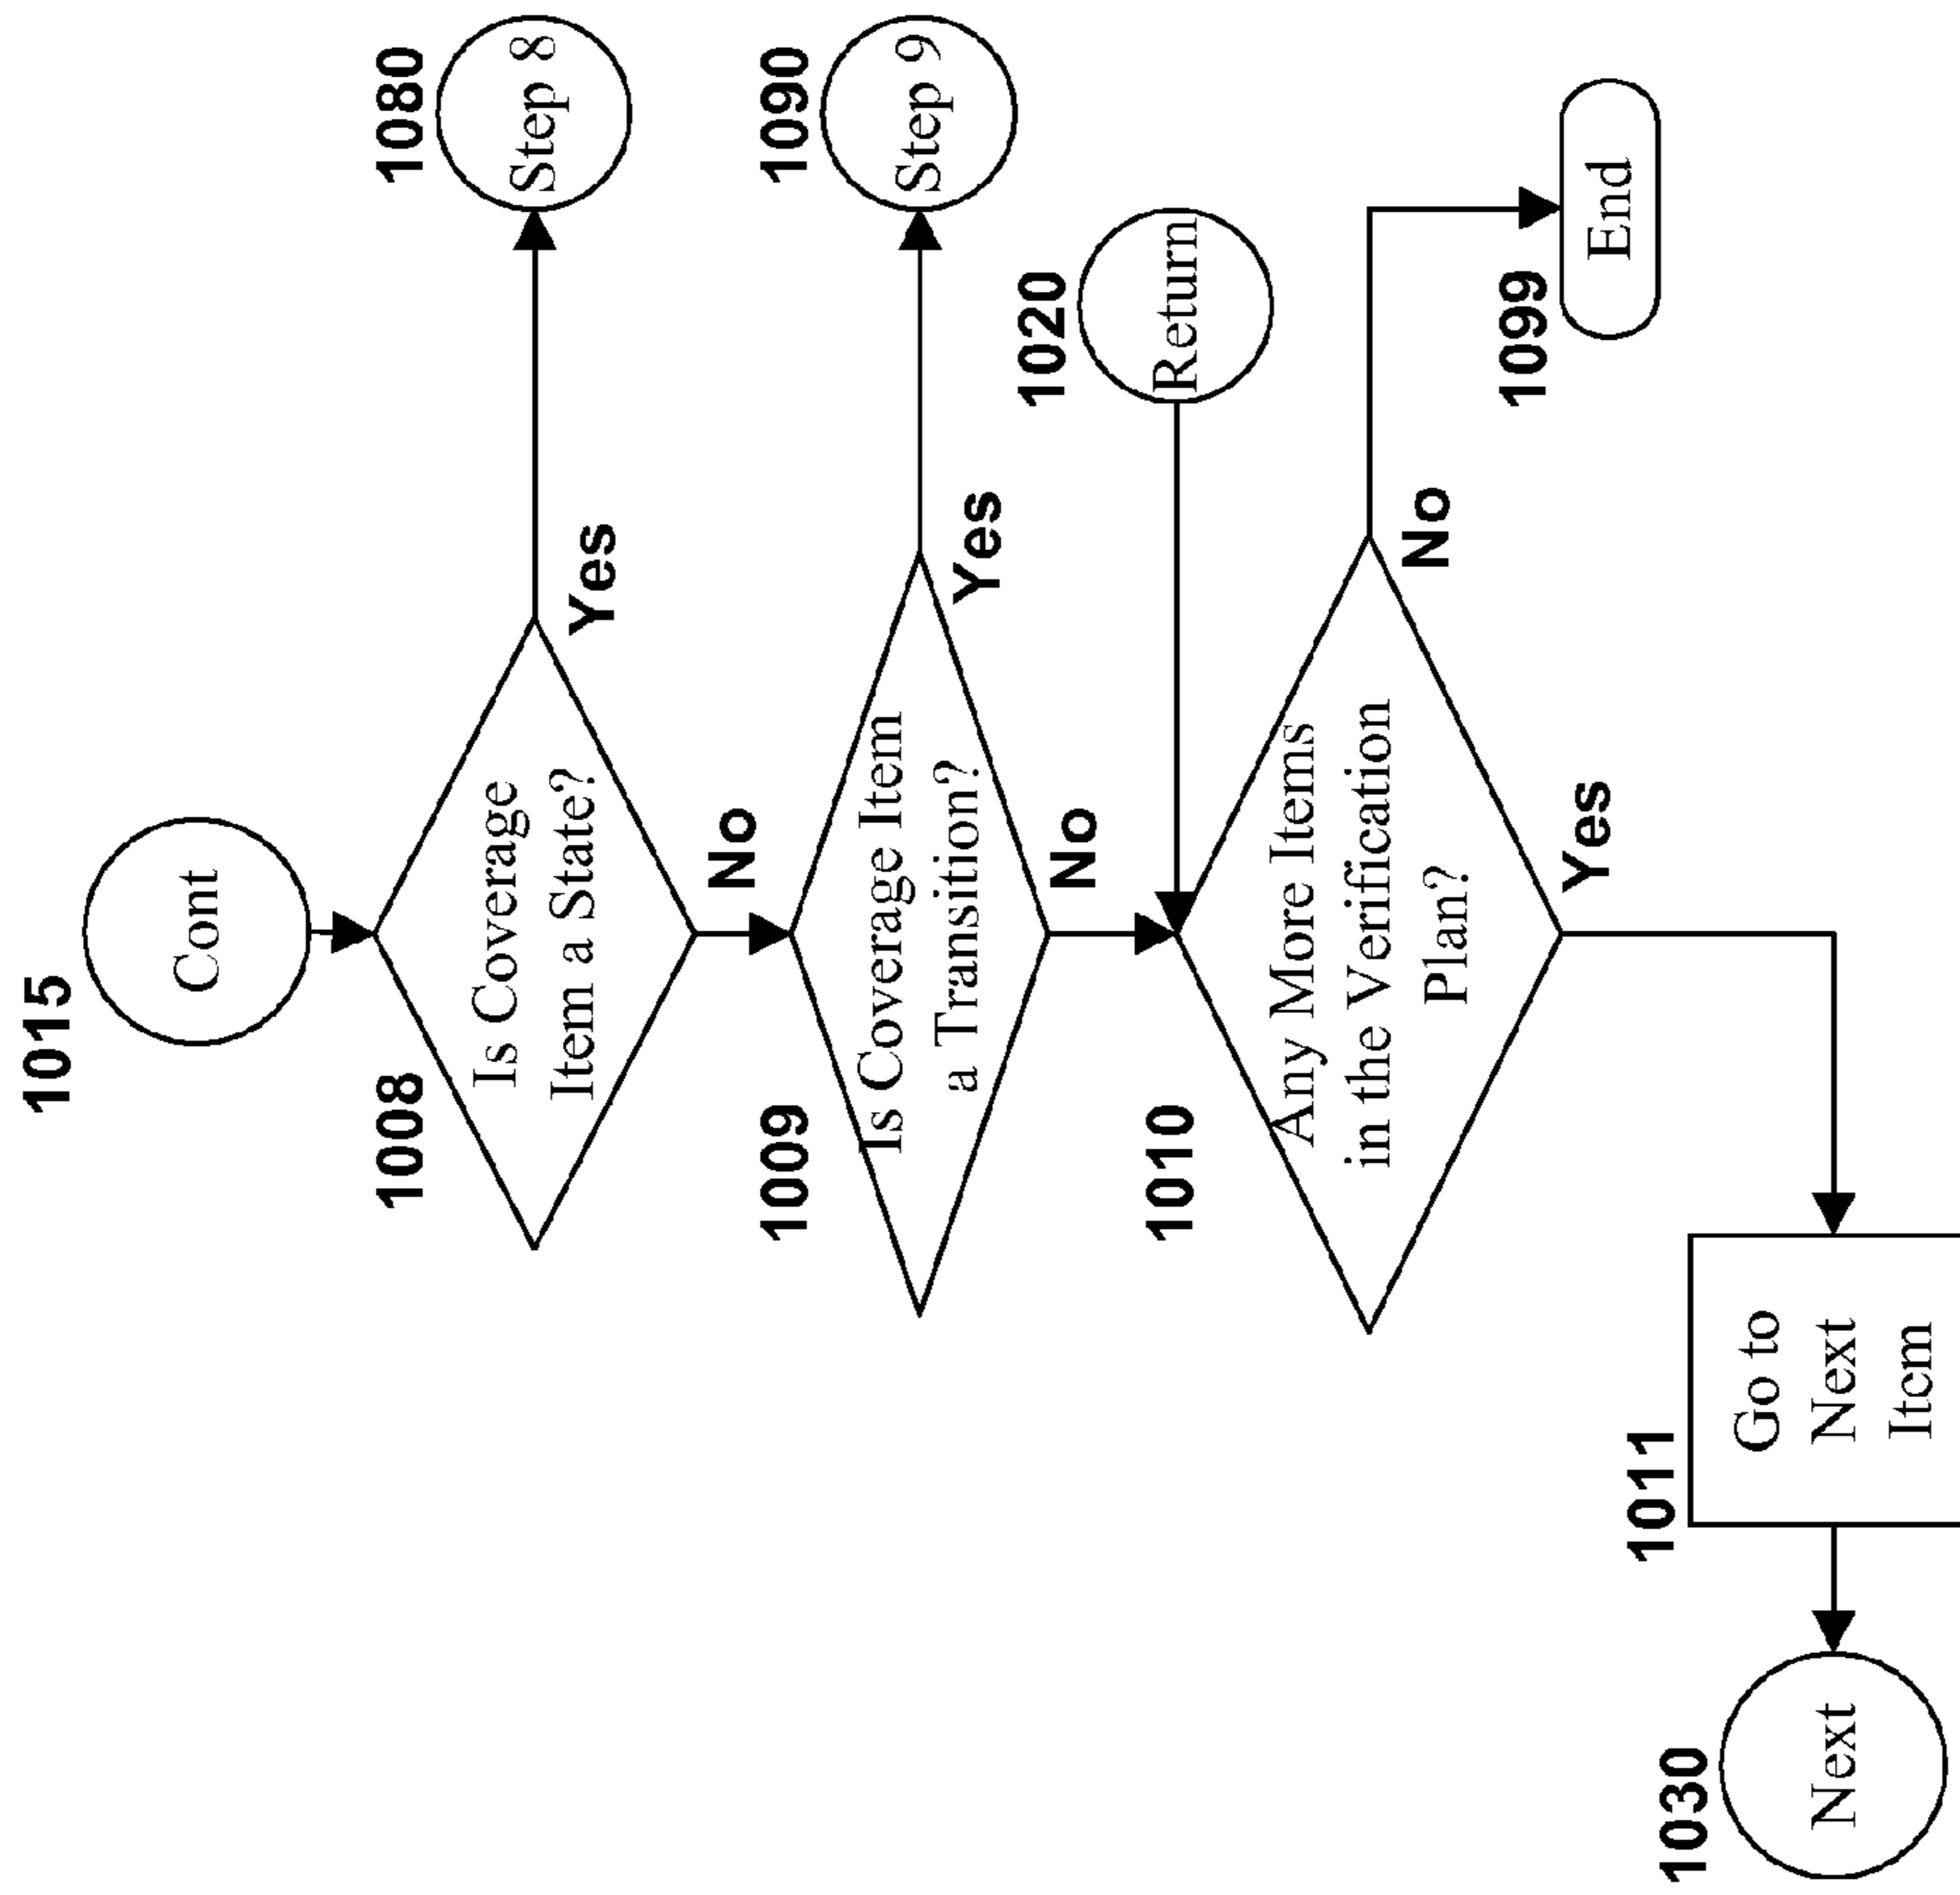 1015
Cont
1008
Is Coverage
Item a State?
Yes
1080
Step 8
No
1009
Is Coverage Item
a Transition?
Yes
1090
Step 9
No
1020
Return
1010
Any More Items
in the Verification
Plan?
No
1099
End
Yes
1011
Go to
Next
Item
1030
Next